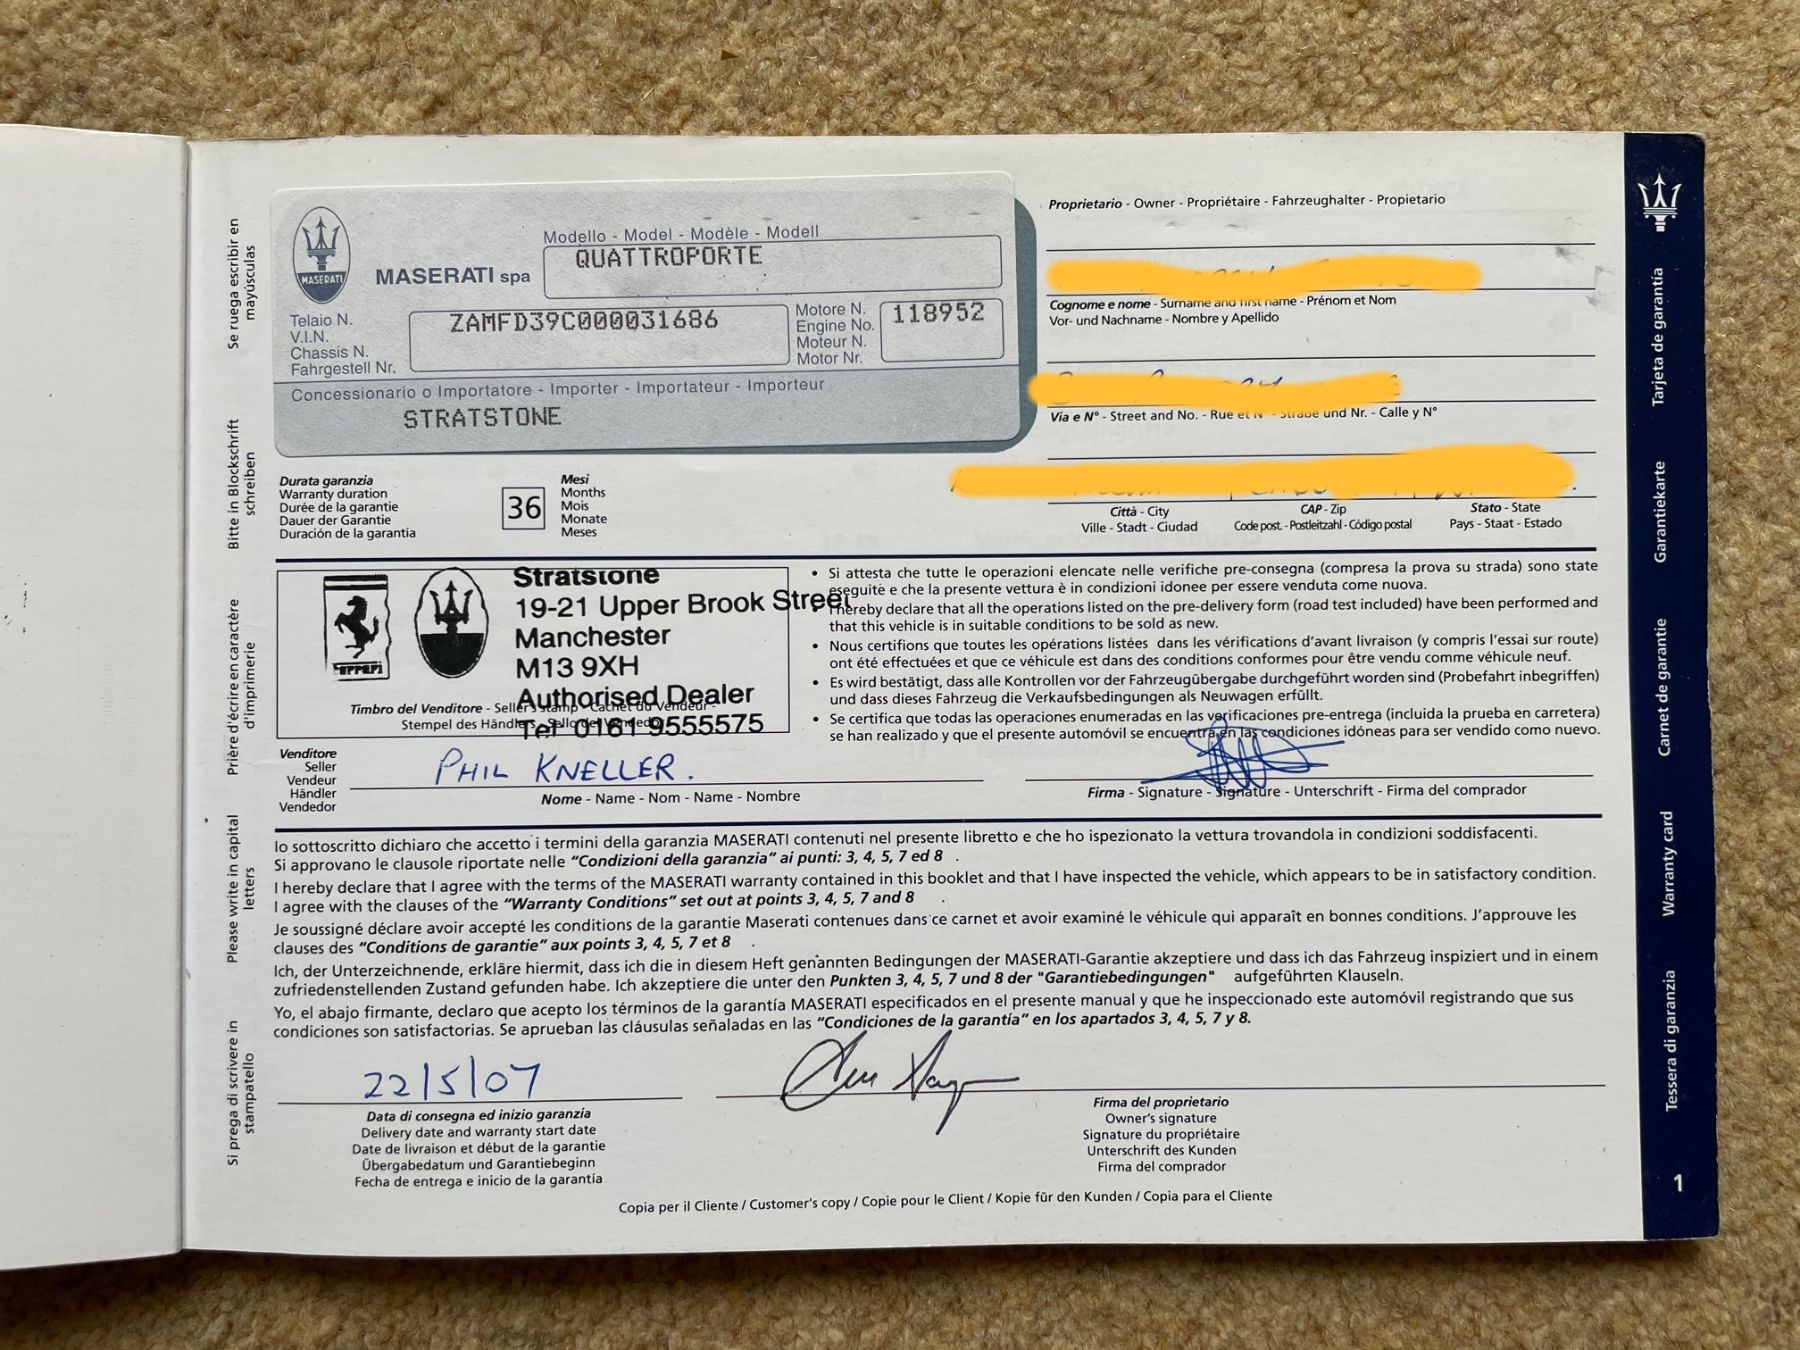 MASERATI
MASERATI spa
Modello - Model - Modèle - Modell
QUATTROPORTE
Telaio N.
V.I.N.
Chassis N.
Fahrgestell Nr.
ZAMFD39C000031686
Motore N.
Engine No.
Moteur N.
Motor Nr.
118952
Concessionario o Importatore - Importer - Importateur - Importeur
STRATSTONE
Proprietario - Owner - Propriétaire - Fahrzeughalter - Propietario
Cognome e nome - Surname and first name - Prénom et Nom
Vor- und Nachname - Nombre y Apellido
Via e N° - Street and No. - Rue et N° - Straße und Nr. - Calle y N°
Città - City
Ville - Stadt - Ciudad
CAP - Zip
Code post. - Postleitzahl - Código postal
Stato - State
Pays - Staat - Estado
Durata garanzia
Warranty duration
Durée de la garantie
Dauer der Garantie
Duración de la garantía
36
Mesi
Months
Mois
Monate
Meses
Ferrari
Stratstone
19-21 Upper Brook Street
Manchester
M13 9XH
Authorised Dealer
Tel 0161 9555575
Timbro del Venditore - Seller's stamp - Cachet du Vendeur -
Stempel des Händlers - Sello del Vendedor
• Si attesta che tutte le operazioni elencate nelle verifiche pre-consegna (compresa la prova su strada) sono state
eseguite e che la presente vettura è in condizioni idonee per essere venduta come nuova.
• I hereby declare that all the operations listed on the pre-delivery form (road test included) have been performed and
that this vehicle is in suitable conditions to be sold as new.
• Nous certifions que toutes les opérations listées dans les vérifications d'avant livraison (y compris l'essai sur route)
ont été effectuées et que ce véhicule est dans des conditions conformes pour être vendu comme véhicule neuf.
• Es wird bestätigt, dass alle Kontrollen vor der Fahrzeugübergabe durchgeführt worden sind (Probefahrt inbegriffen)
und dass dieses Fahrzeug die Verkaufsbedingungen als Neuwagen erfüllt.
• Se certifica que todas las operaciones enumeradas en las verificaciones pre-entrega (incluida la prueba en carretera)
se han realizado y que el presente automóvil se encuentra en las condiciones idóneas para ser vendido como nuevo.
Venditore
Seller
Vendeur
Händler
Vendedor
PHIL KNELLER.
Nome - Name - Nom - Name - Nombre
Firma - Signature - Signature - Unterschrift - Firma del comprador
Io sottoscritto dichiaro che accetto i termini della garanzia MASERATI contenuti nel presente libretto e che ho ispezionato la vettura trovandola in condizioni soddisfacenti.
Si approvano le clausole riportate nelle “Condizioni della garanzia” ai punti: 3, 4, 5, 7 ed 8 .
I hereby declare that I agree with the terms of the MASERATI warranty contained in this booklet and that I have inspected the vehicle, which appears to be in satisfactory condition.
I agree with the clauses of the “Warranty Conditions” set out at points 3, 4, 5, 7 and 8 .
Je soussigné déclare avoir accepté les conditions de la garantie Maserati contenues dans ce carnet et avoir examiné le véhicule qui apparaît en bonnes conditions. J'approuve les
clauses des “Conditions de garantie” aux points 3, 4, 5, 7 et 8 .
Ich, der Unterzeichnende, erkläre hiermit, dass ich die in diesem Heft genannten Bedingungen der MASERATI-Garantie akzeptiere und dass ich das Fahrzeug inspiziert und in einem
zufriedenstellenden Zustand gefunden habe. Ich akzeptiere die unter den Punkten 3, 4, 5, 7 und 8 der "Garantiebedingungen" aufgeführten Klauseln.
Yo, el abajo firmante, declaro que acepto los términos de la garantía MASERATI especificados en el presente manual y que he inspeccionado este automóvil registrando que sus
condiciones son satisfactorias. Se aprueban las cláusulas señaladas en las “Condiciones de la garantía” en los apartados 3, 4, 5, 7 y 8.
22/5/07
Data di consegna ed inizio garanzia
Delivery date and warranty start date
Date de livraison et début de la garantie
Übergabedatum und Garantiebeginn
Fecha de entrega e inicio de la garantía
Firma del proprietario
Owner's signature
Signature du propriétaire
Unterschrift des Kunden
Firma del comprador
Copia per il Cliente / Customer's copy / Copie pour le Client / Kopie für den Kunden / Copia para el Cliente
Se ruega escribir en
mayúsculas
Bitte in Blockschrift
schreiben
Prière d'écrire en caractère
d'imprimerie
Please write in capital
letters
Si prega di scrivere in
stampatello
Tarjeta de garantía
Garantiekarte
Carnet de garantie
Warranty card
Tessera di garanzia
1